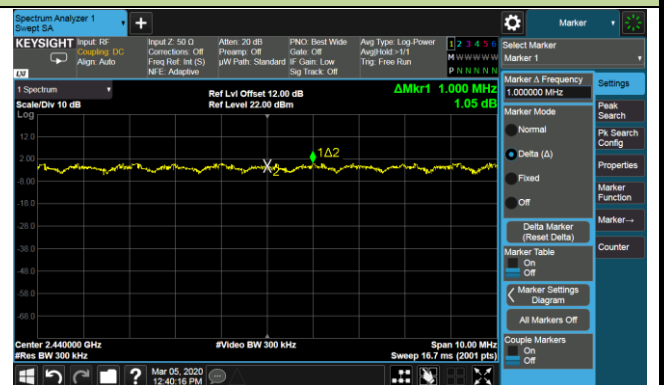 Spectrum Analyzer 1
Swept SA
Marker
KEYSIGHT
Input: RF
Coupling: DC
Align: Auto
Input Z: 50 Ω
Corrections: Off
Freq Ref: Int (S)
NFE: Adaptive
Atten: 20 dB
Preamp: Off
µW Path: Standard
PNO: Best Wide
Gate: Off
IF Gain: Low
Sig Track: Off
Avg Type: Log-Power
Avg|Hold:>1/1
Trig: Free Run
1 2 3 4 5 6
M W W W W W
P N N N N N
LXI
Select Marker
Marker 1
1 Spectrum
Scale/Div 10 dB
Log
Ref Lvl Offset 12.00 dB
Ref Level 22.00 dBm
ΔMkr1 1.000 MHz
1.05 dB
12.0
2.00
-8.00
-18.0
-28.0
-38.0
-48.0
-58.0
-68.0
1Δ2
2
Center 2.440000 GHz
#Res BW 300 kHz
#Video BW 300 kHz
Span 10.00 MHz
Sweep 16.7 ms (2001 pts)
Marker Δ Frequency
1.000000 MHz
Marker Mode
Normal
Delta (Δ)
Fixed
Off
Delta Marker
(Reset Delta)
Marker Table
On
Off
Marker Settings
Diagram
All Markers Off
Couple Markers
On
Off
Settings
Peak
Search
Pk Search
Config
Properties
Marker
Function
Marker→
Counter
?
Mar 05, 2020
12:40:16 PM